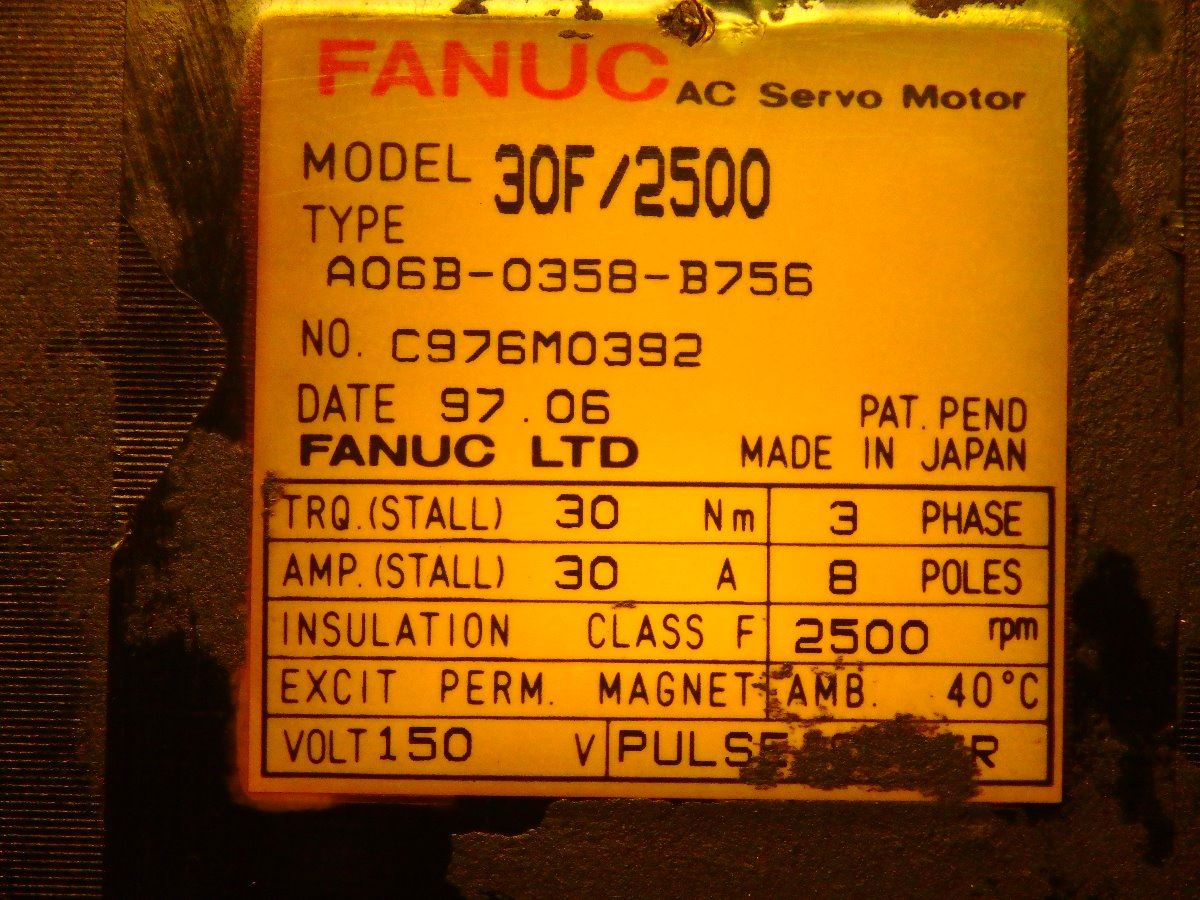 FANUC AC Servo Motor
MODEL 30F/2500
TYPE
A06B-0358-B756
NO. C976M0392
DATE 97.06
PAT. PEND
FANUC LTD MADE IN JAPAN
TRQ.(STALL) 30 Nm 3 PHASE
AMP.(STALL) 30 A 8 POLES
INSULATION CLASS F 2500 rpm
EXCIT PERM. MAGNET AMB. 40°C
VOLT 150 V PULSE